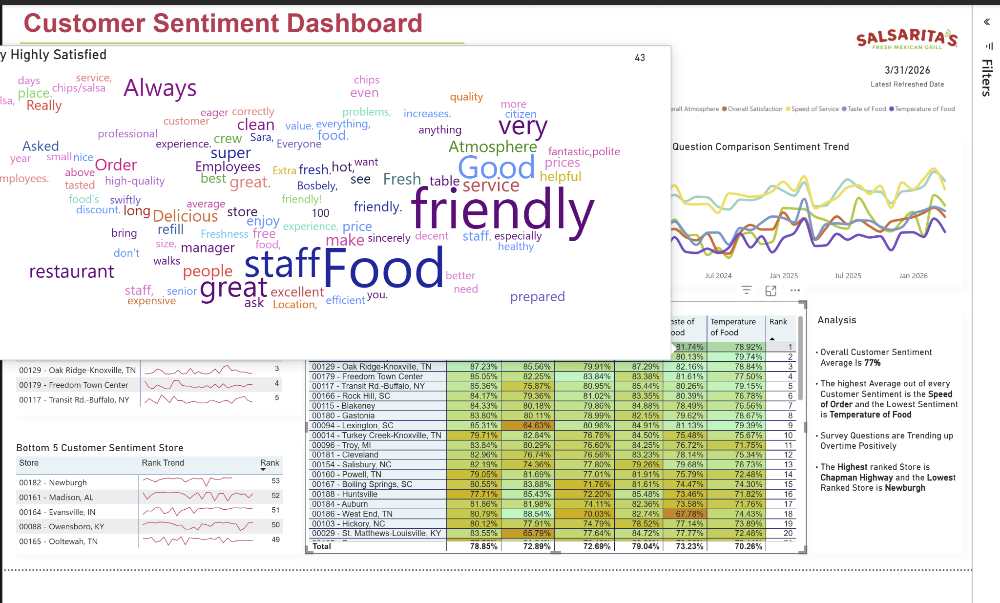 Customer Sentiment Dashboard
SALSARITA'S
FRESH MEXICAN GRILL
3/31/2026
Latest Refreshed Date
Filters
y Highly Satisfied
43
days
service,
chips/salsa
place.
lsa,
Really
Always
chips
even
quality
more
citizen
very
eager
correctly
customer
clean
problems,
increases.
value.
everything,
food.
anything
professional
experience.
crew
Sara,
Everyone
Asked
super
Atmosphere
fantastic,
polite
year
small
nice
Order
Employees
Extra
fresh.
hot,
want
Good
prices
above
mployees.
tasted
high-quality
best
great.
Bosbely,
see
Fresh
table
service
helpful
food's
swiftly
average
friendly!
friendly.
friendly
discount.
long
Delicious
store
100
enjoy
experience,
price
bring
refill
Freshness
free
make
sincerely
decent
staff.
especially
size,
manager
food,
healthy
don't
walks
staff
Food
restaurant
people
better
great
staff,
senior
excellent
need
expensive
ask
Location,
efficient
you.
prepared
erall Atmosphere Overall Satisfaction Speed of Service Taste of Food Temperature of Food
Question Comparison Sentiment Trend
Jul 2024 Jan 2025 Jul 2025 Jan 2026
00129 - Oak Ridge-Knoxville, TN 3
00179 - Freedom Town Center 4
00117 - Transit Rd.-Buffalo, NY 5
Bottom 5 Customer Sentiment Store
Store Rank Trend Rank
00182 - Newburgh 53
00161 - Madison, AL 52
00164 - Evansville, IN 51
00088 - Owensboro, KY 50
00165 - Ooltewah, TN 49
aste of Temperature Rank
ood of Food
81.74% 78.92% 1
80.13% 79.74% 2
00129 - Oak Ridge-Knoxville, TN 87.23% 85.56% 79.91% 87.29% 82.16% 78.84% 3
00179 - Freedom Town Center 85.05% 82.25% 83.84% 83.38% 81.61% 77.50% 4
00117 - Transit Rd.-Buffalo, NY 85.36% 75.87% 80.95% 85.44% 80.26% 79.15% 5
00166 - Rock Hill, SC 84.17% 79.36% 81.02% 83.35% 80.39% 76.78% 6
00115 - Blakeney 84.33% 80.18% 79.86% 84.88% 78.49% 76.56% 7
00180 - Gastonia 83.80% 80.11% 78.99% 82.15% 79.62% 78.67% 8
00094 - Lexington, SC 85.31% 64.63% 80.96% 84.91% 81.13% 79.39% 9
00014 - Turkey Creek-Knoxville, TN 79.71% 82.84% 76.76% 84.50% 75.48% 75.67% 10
00096 - Troy, MI 83.84% 80.29% 76.60% 84.25% 76.72% 71.75% 11
00181 - Cleveland 82.96% 76.74% 76.56% 83.23% 78.14% 75.34% 12
00154 - Salisbury, NC 82.19% 74.36% 77.80% 79.26% 79.68% 76.73% 13
00160 - Powell, TN 79.05% 81.69% 77.01% 81.91% 75.79% 72.48% 14
00167 - Boiling Springs, SC 80.55% 83.88% 71.76% 81.61% 74.47% 74.30% 15
00188 - Huntsville 77.71% 85.43% 72.20% 85.48% 73.46% 71.82% 16
00184 - Auburn 81.86% 81.98% 74.11% 82.36% 73.58% 71.76% 17
00186 - West End, TN 80.79% 88.54% 70.03% 82.74% 67.78% 74.43% 18
00103 - Hickory, NC 80.12% 77.91% 74.79% 78.52% 77.14% 73.89% 19
00029 - St. Matthews-Louisville, KY 83.55% 65.79% 77.64% 84.72% 77.77% 72.48% 20
Total 78.85% 72.89% 72.69% 79.04% 73.23% 70.26%
Analysis
• Overall Customer Sentiment
Average Is 77%
• The highest Average out of every
Customer Sentiment is the Speed
of Order and the Lowest Sentiment
is Temperature of Food
• Survey Questions are Trending up
Overtime Positively
• The Highest ranked Store is
Chapman Highway and the Lowest
Ranked Store is Newburgh